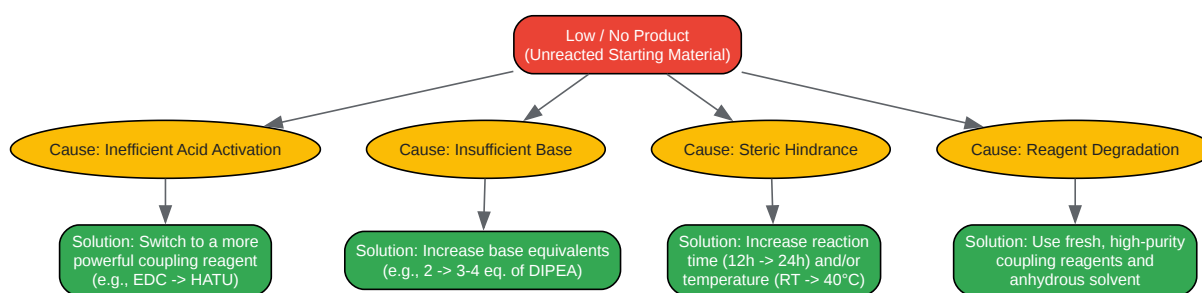 Low / No Product
(Unreacted Starting Material)
Cause: Inefficient Acid Activation
Cause: Insufficient Base
Cause: Steric Hindrance
Cause: Reagent Degradation
Solution: Switch to a more
powerful coupling reagent
(e.g., EDC -> HATU)
Solution: Increase base equivalents
(e.g., 2 -> 3-4 eq. of DIPEA)
Solution: Increase reaction
time (12h -> 24h) and/or
temperature (RT -> 40°C)
Solution: Use fresh, high-purity
coupling reagents and
anhydrous solvent